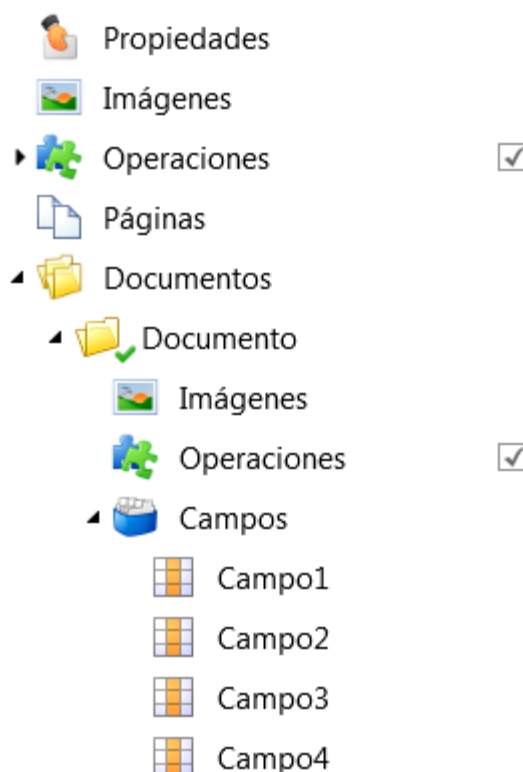 Propiedades
Imágenes
Operaciones
Páginas
Documentos
Documento
Imágenes
Operaciones
Campos
Campo1
Campo2
Campo3
Campo4